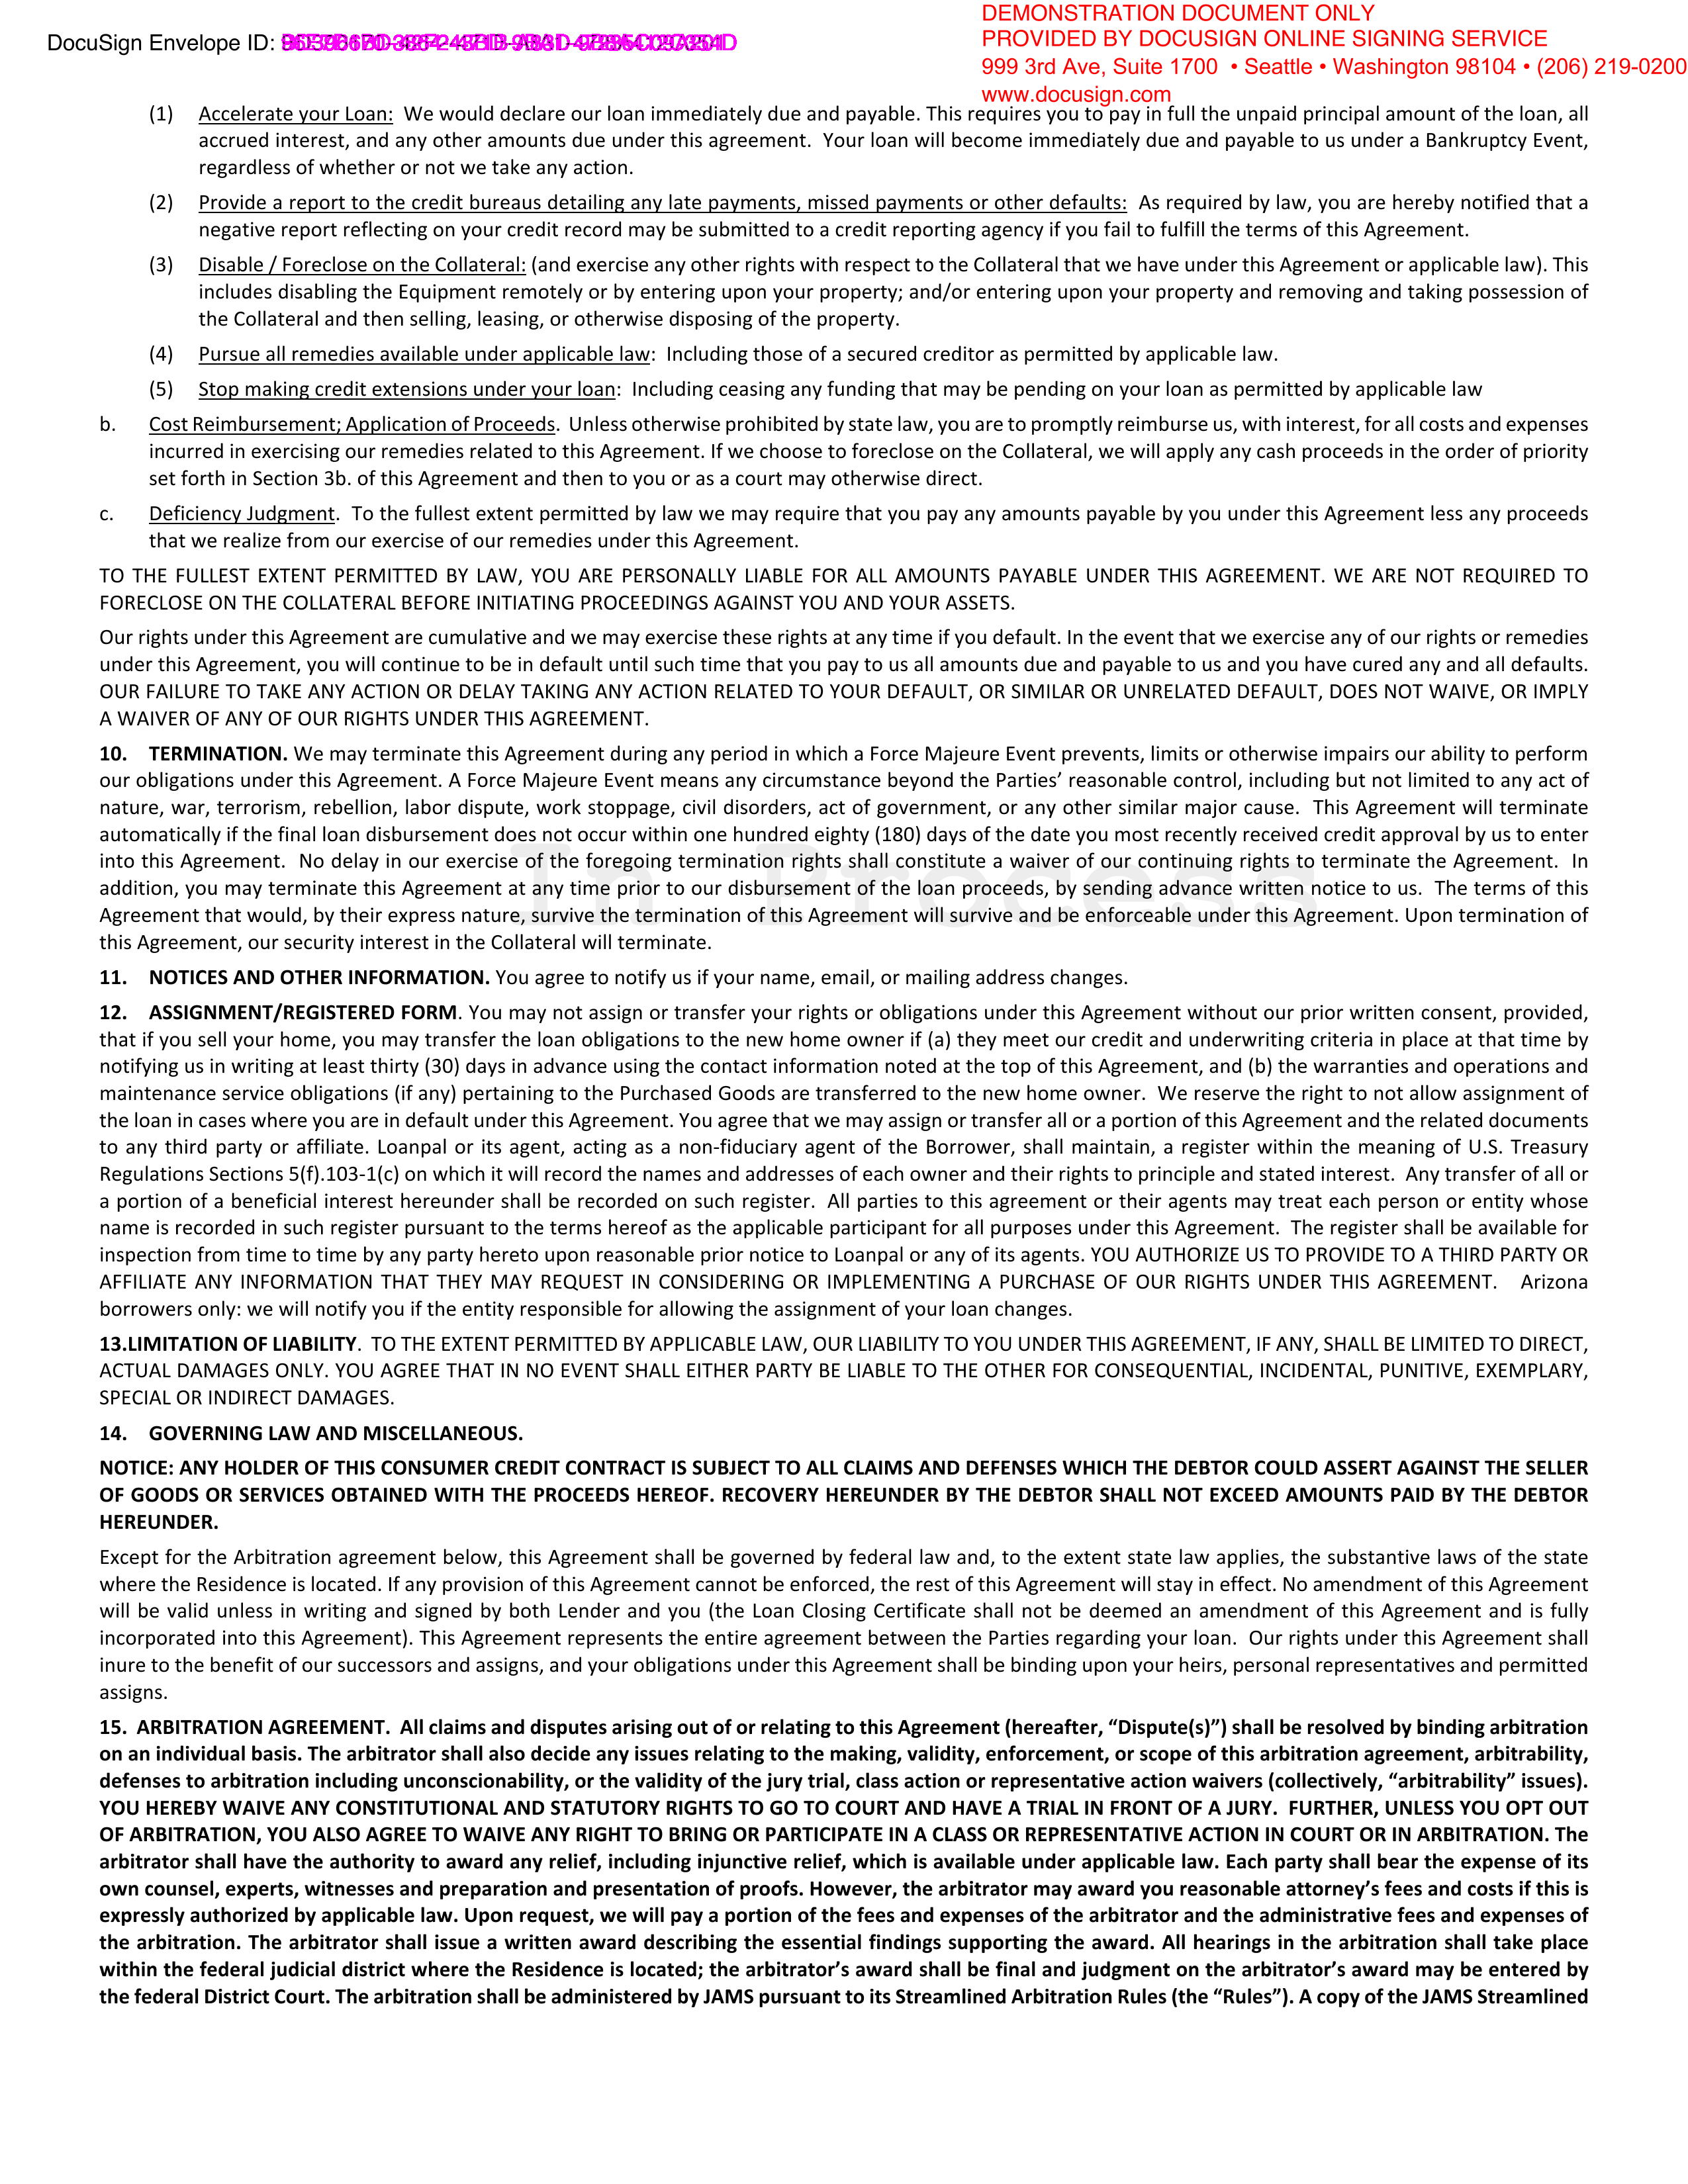 DocuSign Envelope ID:
DEMONSTRATION DOCUMENT ONLY
PROVIDED BY DOCUSIGN ONLINE SIGNING SERVICE
999 3rd Ave, Suite 1700 • Seattle • Washington 98104 • (206) 219-0200
www.docusign.com
(1) Accelerate your Loan: We would declare our loan immediately due and payable. This requires you to pay in full the unpaid principal amount of the loan, all
accrued interest, and any other amounts due under this agreement. Your loan will become immediately due and payable to us under a Bankruptcy Event,
regardless of whether or not we take any action.
(2) Provide a report to the credit bureaus detailing any late payments, missed payments or other defaults: As required by law, you are hereby notified that a
negative report reflecting on your credit record may be submitted to a credit reporting agency if you fail to fulfill the terms of this Agreement.
(3) Disable / Foreclose on the Collateral: (and exercise any other rights with respect to the Collateral that we have under this Agreement or applicable law). This
includes disabling the Equipment remotely or by entering upon your property; and/or entering upon your property and removing and taking possession of
the Collateral and then selling, leasing, or otherwise disposing of the property.
(4) Pursue all remedies available under applicable law: Including those of a secured creditor as permitted by applicable law.
(5) Stop making credit extensions under your loan: Including ceasing any funding that may be pending on your loan as permitted by applicable law
b. Cost Reimbursement; Application of Proceeds. Unless otherwise prohibited by state law, you are to promptly reimburse us, with interest, for all costs and expenses
incurred in exercising our remedies related to this Agreement. If we choose to foreclose on the Collateral, we will apply any cash proceeds in the order of priority
set forth in Section 3b. of this Agreement and then to you or as a court may otherwise direct.
c. Deficiency Judgment. To the fullest extent permitted by law we may require that you pay any amounts payable by you under this Agreement less any proceeds
that we realize from our exercise of our remedies under this Agreement.
TO THE FULLEST EXTENT PERMITTED BY LAW, YOU ARE PERSONALLY LIABLE FOR ALL AMOUNTS PAYABLE UNDER THIS AGREEMENT. WE ARE NOT REQUIRED TO
FORECLOSE ON THE COLLATERAL BEFORE INITIATING PROCEEDINGS AGAINST YOU AND YOUR ASSETS.
Our rights under this Agreement are cumulative and we may exercise these rights at any time if you default. In the event that we exercise any of our rights or remedies
under this Agreement, you will continue to be in default until such time that you pay to us all amounts due and payable to us and you have cured any and all defaults.
OUR FAILURE TO TAKE ANY ACTION OR DELAY TAKING ANY ACTION RELATED TO YOUR DEFAULT, OR SIMILAR OR UNRELATED DEFAULT, DOES NOT WAIVE, OR IMPLY
A WAIVER OF ANY OF OUR RIGHTS UNDER THIS AGREEMENT.
10. TERMINATION. We may terminate this Agreement during any period in which a Force Majeure Event prevents, limits or otherwise impairs our ability to perform
our obligations under this Agreement. A Force Majeure Event means any circumstance beyond the Parties’ reasonable control, including but not limited to any act of
nature, war, terrorism, rebellion, labor dispute, work stoppage, civil disorders, act of government, or any other similar major cause. This Agreement will terminate
automatically if the final loan disbursement does not occur within one hundred eighty (180) days of the date you most recently received credit approval by us to enter
into this Agreement. No delay in our exercise of the foregoing termination rights shall constitute a waiver of our continuing rights to terminate the Agreement. In
addition, you may terminate this Agreement at any time prior to our disbursement of the loan proceeds, by sending advance written notice to us. The terms of this
Agreement that would, by their express nature, survive the termination of this Agreement will survive and be enforceable under this Agreement. Upon termination of
this Agreement, our security interest in the Collateral will terminate.
In Process
11. NOTICES AND OTHER INFORMATION. You agree to notify us if your name, email, or mailing address changes.
12. ASSIGNMENT/REGISTERED FORM. You may not assign or transfer your rights or obligations under this Agreement without our prior written consent, provided,
that if you sell your home, you may transfer the loan obligations to the new home owner if (a) they meet our credit and underwriting criteria in place at that time by
notifying us in writing at least thirty (30) days in advance using the contact information noted at the top of this Agreement, and (b) the warranties and operations and
maintenance service obligations (if any) pertaining to the Purchased Goods are transferred to the new home owner. We reserve the right to not allow assignment of
the loan in cases where you are in default under this Agreement. You agree that we may assign or transfer all or a portion of this Agreement and the related documents
to any third party or affiliate. Loanpal or its agent, acting as a non-fiduciary agent of the Borrower, shall maintain, a register within the meaning of U.S. Treasury
Regulations Sections 5(f).103-1(c) on which it will record the names and addresses of each owner and their rights to principle and stated interest. Any transfer of all or
a portion of a beneficial interest hereunder shall be recorded on such register. All parties to this agreement or their agents may treat each person or entity whose
name is recorded in such register pursuant to the terms hereof as the applicable participant for all purposes under this Agreement. The register shall be available for
inspection from time to time by any party hereto upon reasonable prior notice to Loanpal or any of its agents. YOU AUTHORIZE US TO PROVIDE TO A THIRD PARTY OR
AFFILIATE ANY INFORMATION THAT THEY MAY REQUEST IN CONSIDERING OR IMPLEMENTING A PURCHASE OF OUR RIGHTS UNDER THIS AGREEMENT. Arizona
borrowers only: we will notify you if the entity responsible for allowing the assignment of your loan changes.
13.LIMITATION OF LIABILITY. TO THE EXTENT PERMITTED BY APPLICABLE LAW, OUR LIABILITY TO YOU UNDER THIS AGREEMENT, IF ANY, SHALL BE LIMITED TO DIRECT,
ACTUAL DAMAGES ONLY. YOU AGREE THAT IN NO EVENT SHALL EITHER PARTY BE LIABLE TO THE OTHER FOR CONSEQUENTIAL, INCIDENTAL, PUNITIVE, EXEMPLARY,
SPECIAL OR INDIRECT DAMAGES.
14. GOVERNING LAW AND MISCELLANEOUS.
NOTICE: ANY HOLDER OF THIS CONSUMER CREDIT CONTRACT IS SUBJECT TO ALL CLAIMS AND DEFENSES WHICH THE DEBTOR COULD ASSERT AGAINST THE SELLER
OF GOODS OR SERVICES OBTAINED WITH THE PROCEEDS HEREOF. RECOVERY HEREUNDER BY THE DEBTOR SHALL NOT EXCEED AMOUNTS PAID BY THE DEBTOR
HEREUNDER.
Except for the Arbitration agreement below, this Agreement shall be governed by federal law and, to the extent state law applies, the substantive laws of the state
where the Residence is located. If any provision of this Agreement cannot be enforced, the rest of this Agreement will stay in effect. No amendment of this Agreement
will be valid unless in writing and signed by both Lender and you (the Loan Closing Certificate shall not be deemed an amendment of this Agreement and is fully
incorporated into this Agreement). This Agreement represents the entire agreement between the Parties regarding your loan. Our rights under this Agreement shall
inure to the benefit of our successors and assigns, and your obligations under this Agreement shall be binding upon your heirs, personal representatives and permitted
assigns.
15. ARBITRATION AGREEMENT. All claims and disputes arising out of or relating to this Agreement (hereafter, “Dispute(s)”) shall be resolved by binding arbitration
on an individual basis. The arbitrator shall also decide any issues relating to the making, validity, enforcement, or scope of this arbitration agreement, arbitrability,
defenses to arbitration including unconscionability, or the validity of the jury trial, class action or representative action waivers (collectively, “arbitrability” issues).
YOU HEREBY WAIVE ANY CONSTITUTIONAL AND STATUTORY RIGHTS TO GO TO COURT AND HAVE A TRIAL IN FRONT OF A JURY. FURTHER, UNLESS YOU OPT OUT
OF ARBITRATION, YOU ALSO AGREE TO WAIVE ANY RIGHT TO BRING OR PARTICIPATE IN A CLASS OR REPRESENTATIVE ACTION IN COURT OR IN ARBITRATION. The
arbitrator shall have the authority to award any relief, including injunctive relief, which is available under applicable law. Each party shall bear the expense of its
own counsel, experts, witnesses and preparation and presentation of proofs. However, the arbitrator may award you reasonable attorney’s fees and costs if this is
expressly authorized by applicable law. Upon request, we will pay a portion of the fees and expenses of the arbitrator and the administrative fees and expenses of
the arbitration. The arbitrator shall issue a written award describing the essential findings supporting the award. All hearings in the arbitration shall take place
within the federal judicial district where the Residence is located; the arbitrator’s award shall be final and judgment on the arbitrator’s award may be entered by
the federal District Court. The arbitration shall be administered by JAMS pursuant to its Streamlined Arbitration Rules (the “Rules”). A copy of the JAMS Streamlined